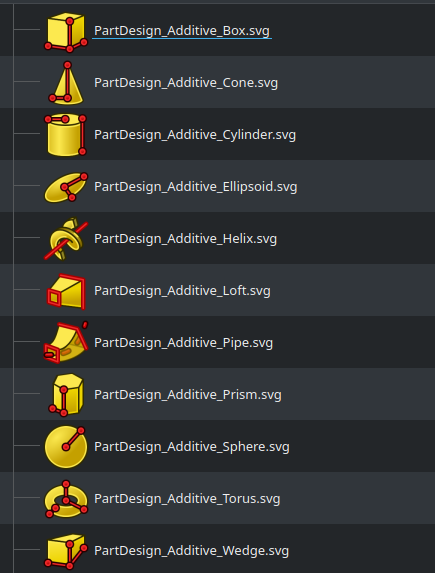 PartDesign_Additive_Box.svg
PartDesign_Additive_Cone.svg
PartDesign_Additive_Cylinder.svg
PartDesign_Additive_Ellipsoid.svg
PartDesign_Additive_Helix.svg
PartDesign_Additive_Loft.svg
PartDesign_Additive_Pipe.svg
PartDesign_Additive_Prism.svg
PartDesign_Additive_Sphere.svg
PartDesign_Additive_Torus.svg
PartDesign_Additive_Wedge.svg